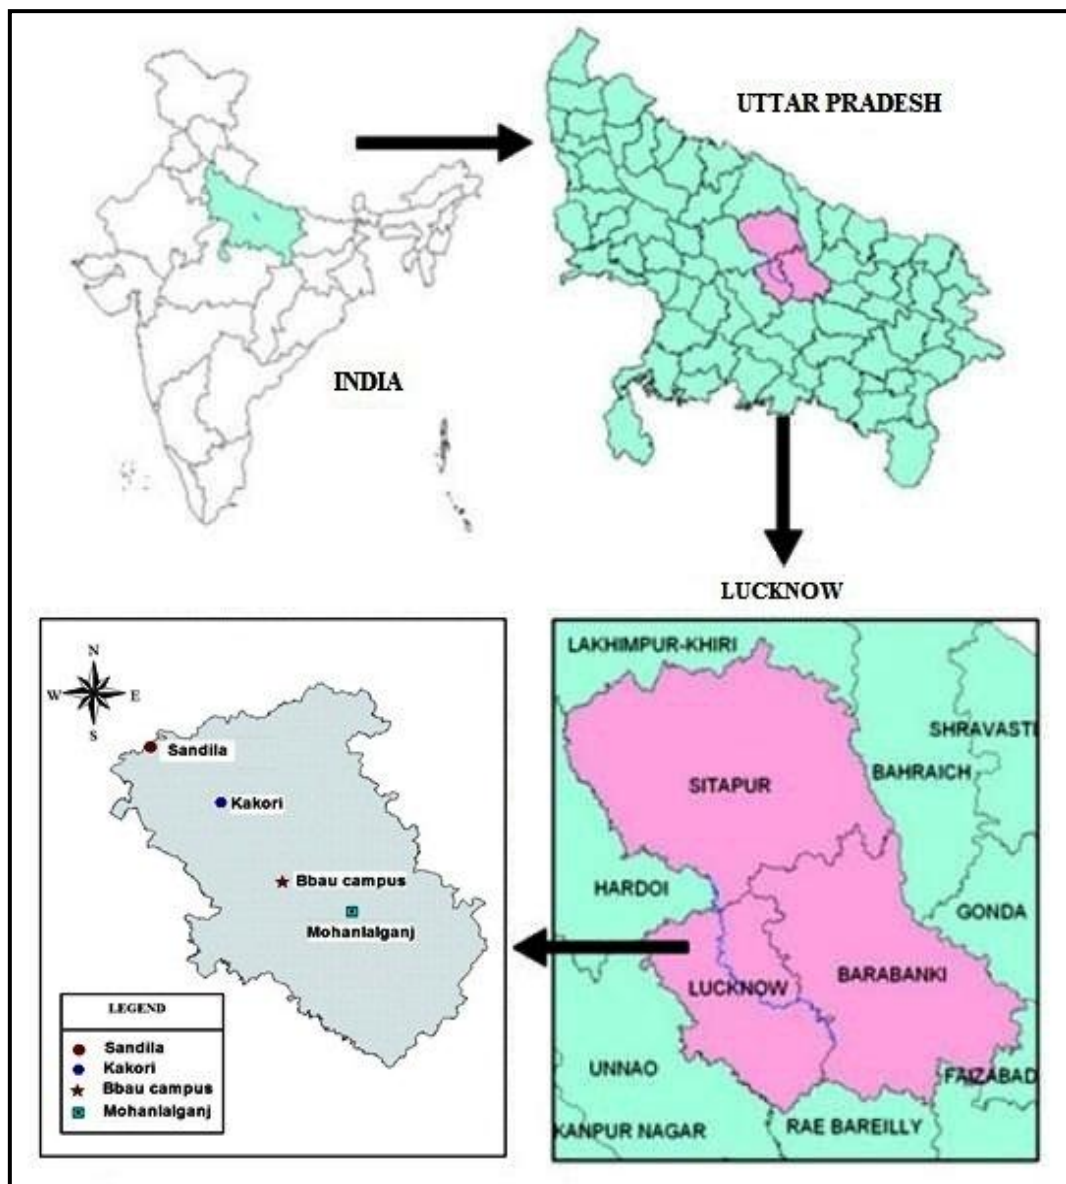 UTTAR PRADESH
INDIA
LUCKNOW
N
W E
S
Sandila
Kakori
Bbau campus
Mohanlalganj
LEGEND
Sandila
Kakori
Bbau campus
Mohanlalganj
LAKHIMPUR-KHIRI
SHRAVASTI
BAHRAICH
SITAPUR
HARDOI
GONDA
BARABANKI
LUCKNOW
UNNAO
FAIZABAD
RAE BAREILLY
KANPUR NAGAR